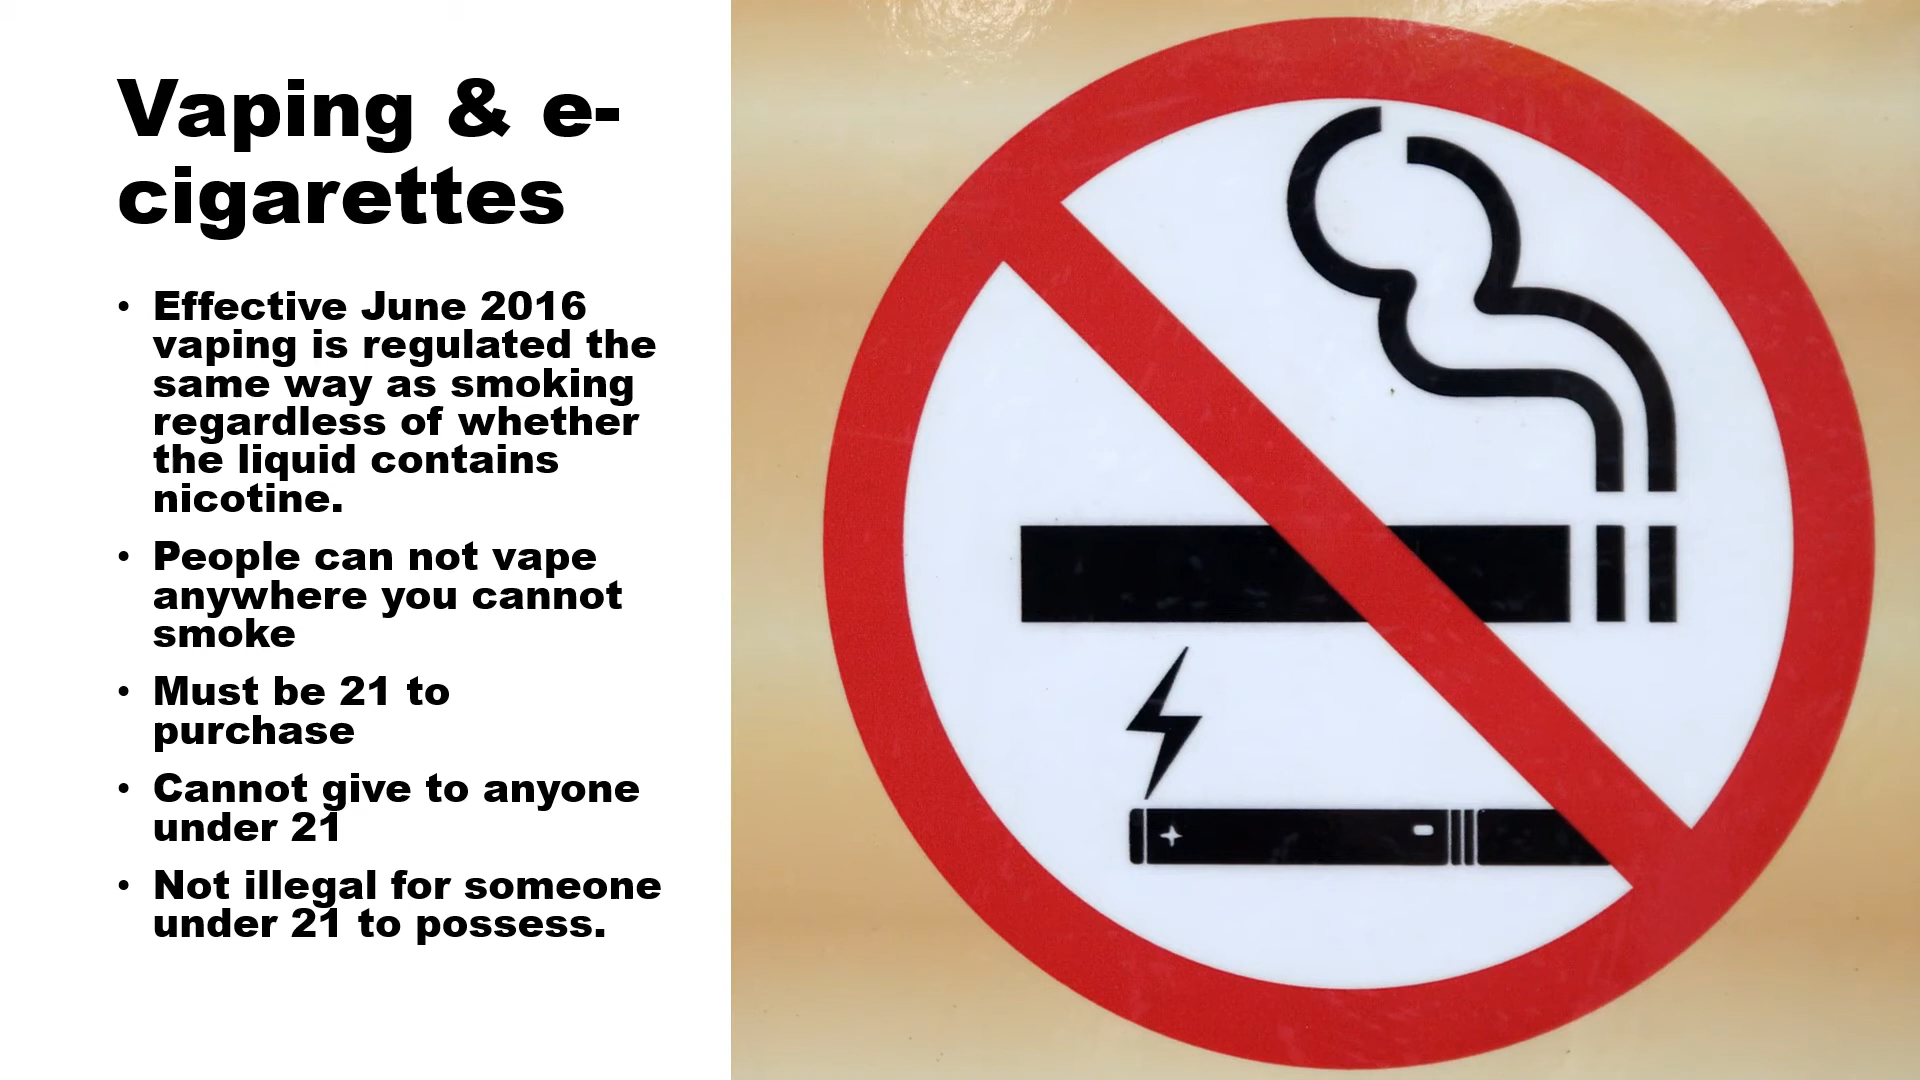 Vaping & e-
cigarettes
• Effective June 2016
vaping is regulated the
same way as smoking
regardless of whether
the liquid contains
nicotine.
• People can not vape
anywhere you cannot
smoke
• Must be 21 to
purchase
• Cannot give to anyone
under 21
• Not illegal for someone
under 21 to possess.